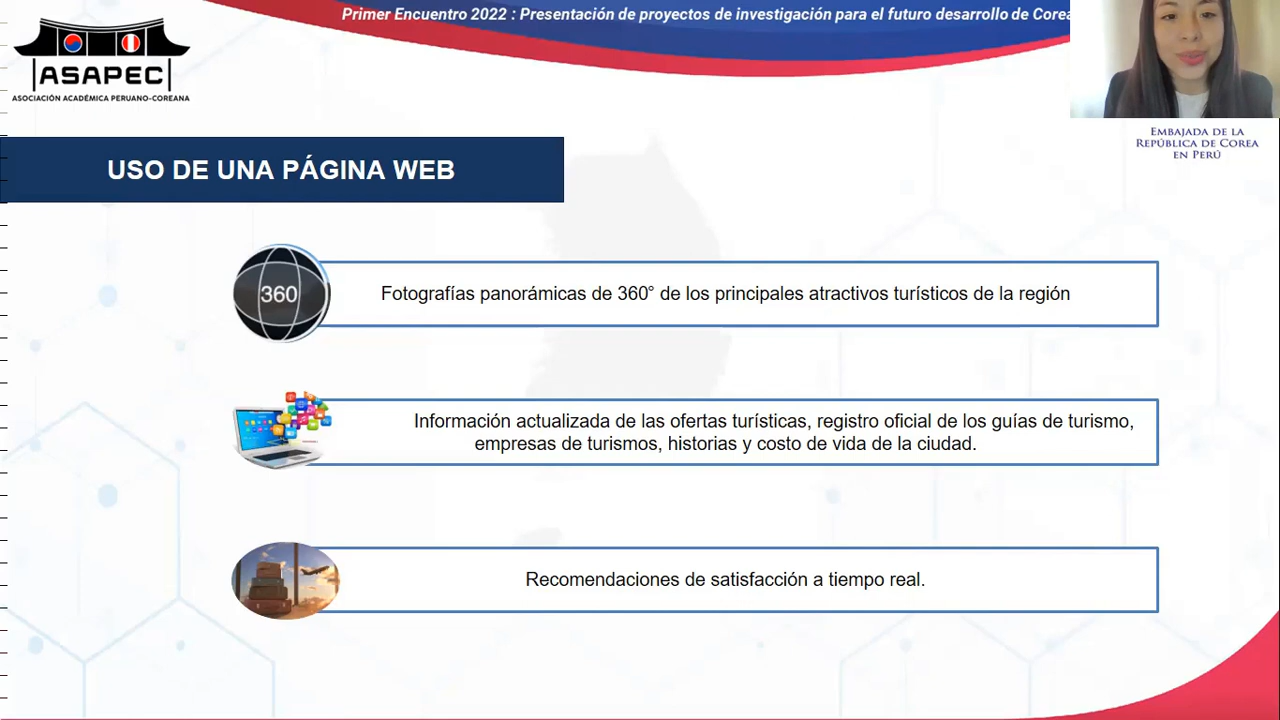 Primer Encuentro 2022 : Presentación de proyectos de investigación para el futuro desarrollo de Corea
ASAPEC
ASOCIACIÓN ACADÉMICA PERUANO-COREANA
EMBAJADA DE LA
REPÚBLICA DE COREA
EN PERÚ
USO DE UNA PÁGINA WEB
360
Fotografías panorámicas de 360° de los principales atractivos turísticos de la región
Información actualizada de las ofertas turísticas, registro oficial de los guías de turismo,
empresas de turismos, historias y costo de vida de la ciudad.
Recomendaciones de satisfacción a tiempo real.